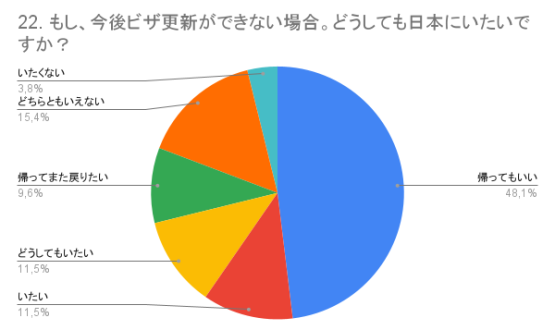 22. もし、今後ビザ更新ができない場合。どうしても日本にいたいで
すか？
いたくない
3,8%
どちらともいえない
15,4%
帰ってまた戻りたい
9,6%
どうしてもいたい
11,5%
いたい
11,5%
帰ってもいい
48,1%